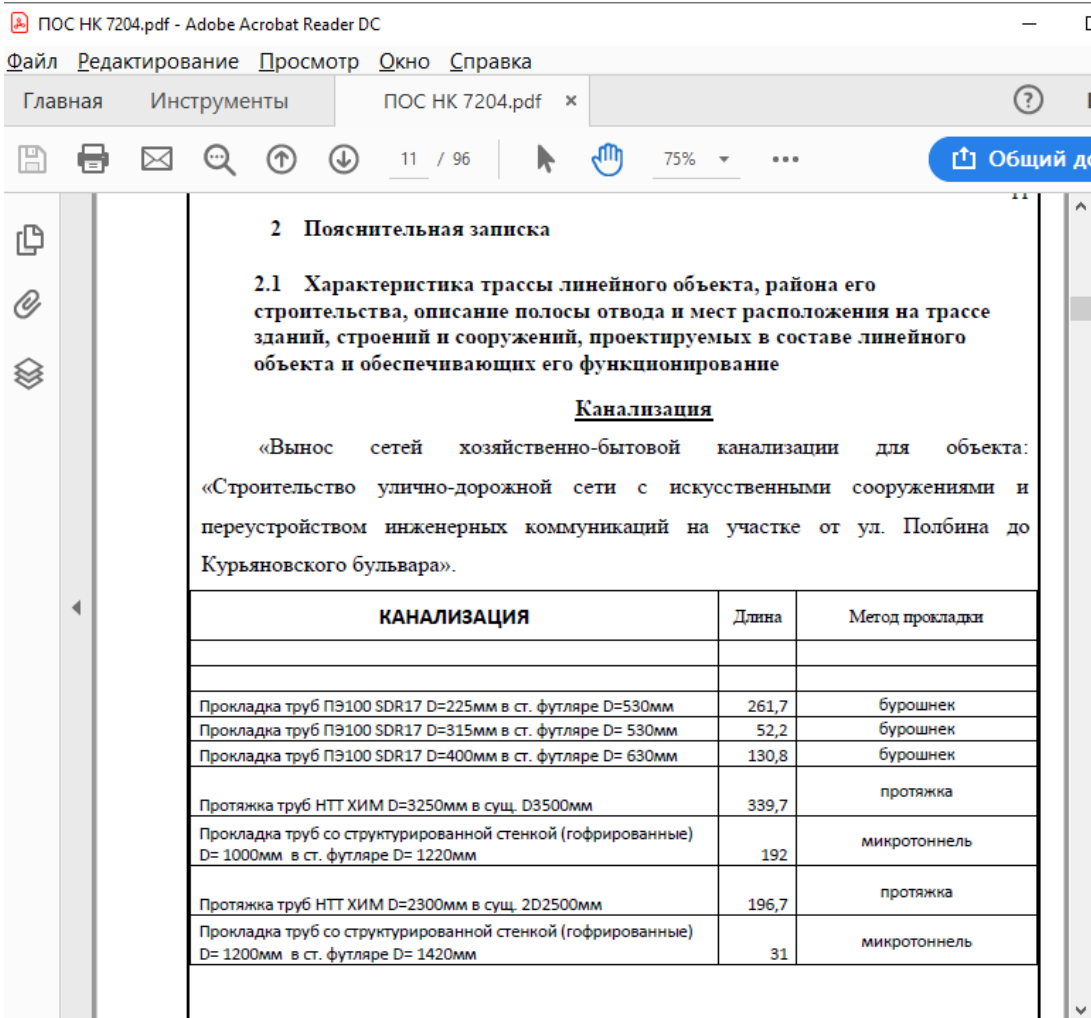 ПОС НК 7204.pdf - Adobe Acrobat Reader DC
Файл Редактирование Просмотр Окно Справка
Главная Инструменты ПОС НК 7204.pdf ×
11 / 96 75% Общий
11
2 Пояснительная записка
2.1 Характеристика трассы линейного объекта, района его
строительства, описание полосы отвода и мест расположения на трассе
зданий, строений и сооружений, проектируемых в составе линейного
объекта и обеспечивающих его функционирование
Канализация
«Вынос сетей хозяйственно-бытовой канализации для объекта:
«Строительство улично-дорожной сети с искусственными сооружениями и
переустройством инженерных коммуникаций на участке от ул. Полбина до
Курьяновского бульвара».
КАНАЛИЗАЦИЯ Длина Метод прокладки
Прокладка труб ПЭ100 SDR17 D=225мм в ст. футляре D=530мм 261,7 бурошнек
Прокладка труб ПЭ100 SDR17 D=315мм в ст. футляре D= 530мм 52,2 бурошнек
Прокладка труб ПЭ100 SDR17 D=400мм в ст. футляре D= 630мм 130,8 бурошнек
Протяжка труб НТТ ХИМ D=3250мм в сущ. D3500мм 339,7 протяжка
Прокладка труб со структурированной стенкой (гофрированные)
D= 1000мм в ст. футляре D= 1220мм 192 микротоннель
Протяжка труб НТТ ХИМ D=2300мм в сущ. 2D2500мм 196,7 протяжка
Прокладка труб со структурированной стенкой (гофрированные)
D= 1200мм в ст. футляре D= 1420мм 31 микротоннель